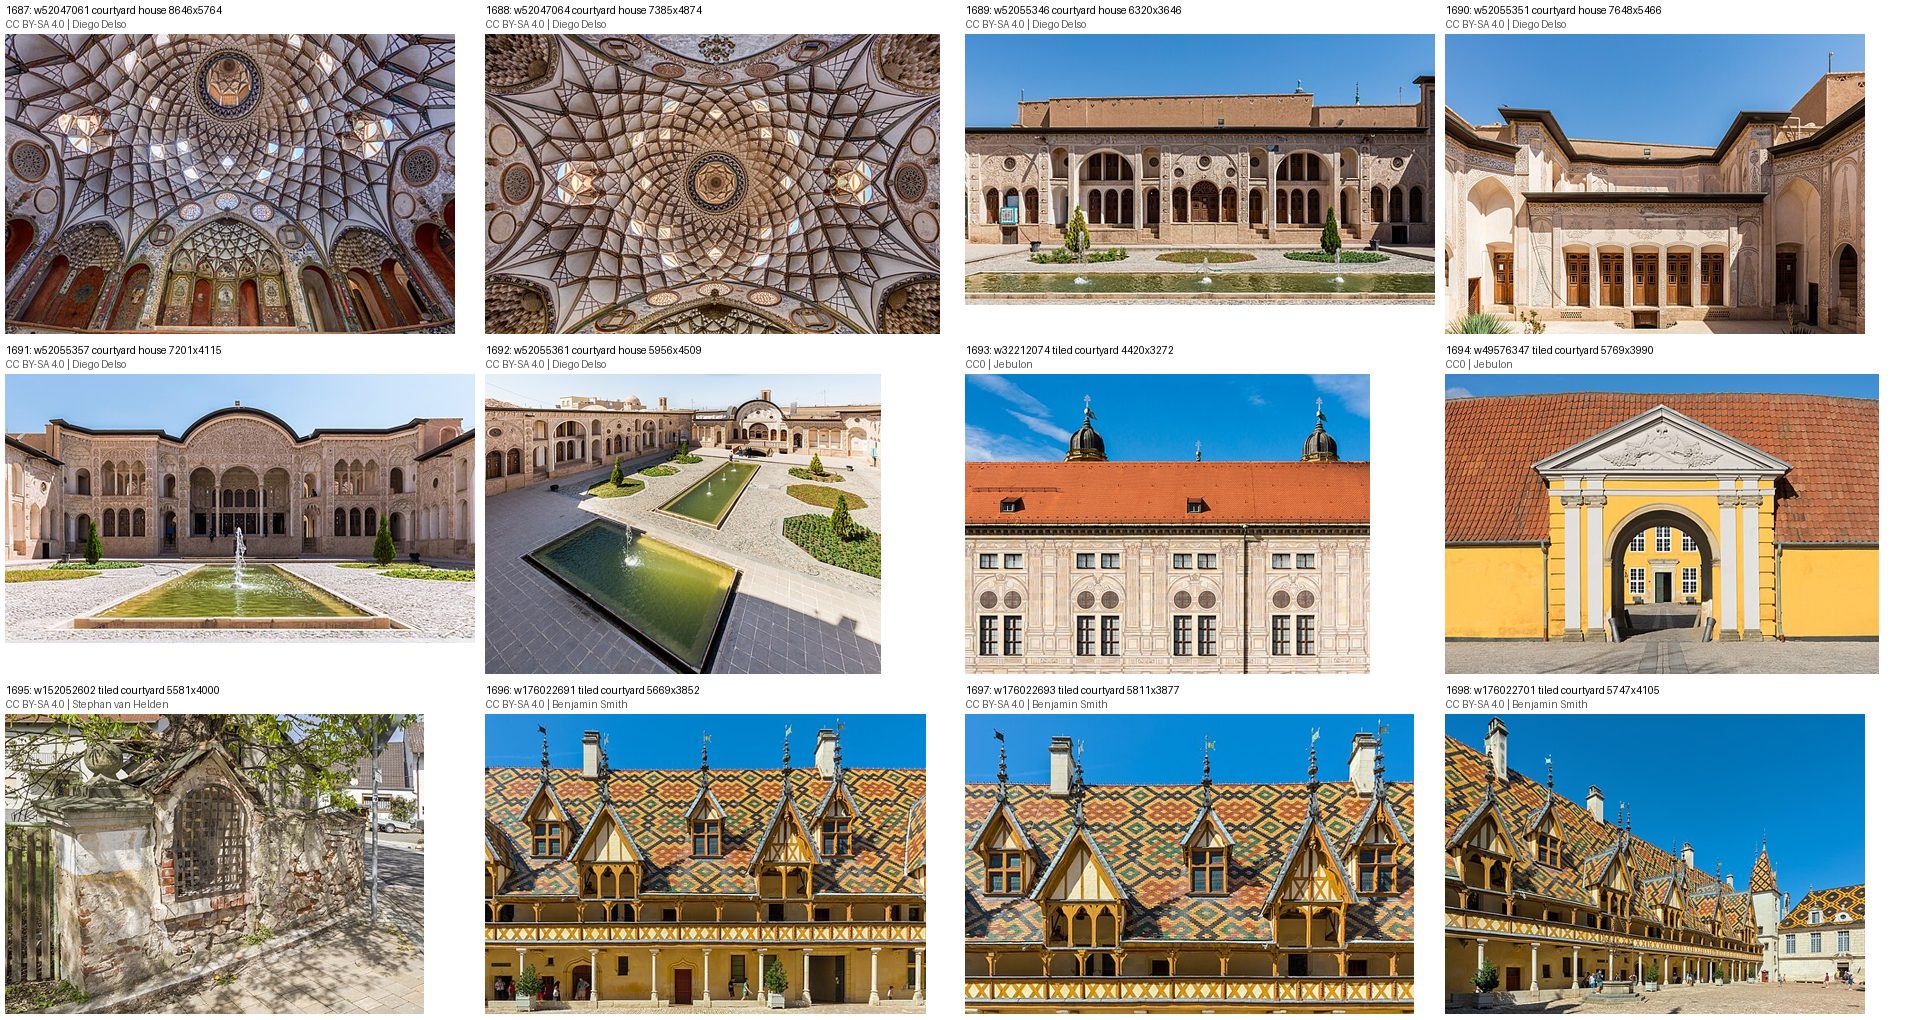 1687: w52047061 courtyard house 8646x5764
CC BY-SA 4.0 | Diego Delso
1688: w52047064 courtyard house 7385x4874
CC BY-SA 4.0 | Diego Delso
1689: w52055346 courtyard house 6320x3646
CC BY-SA 4.0 | Diego Delso
1690: w52055351 courtyard house 7648x5466
CC BY-SA 4.0 | Diego Delso
1691: w52055357 courtyard house 7201x4115
CC BY-SA 4.0 | Diego Delso
1692: w52055361 courtyard house 5956x4509
CC BY-SA 4.0 | Diego Delso
1693: w32212074 tiled courtyard 4420x3272
CC0 | Jebulon
1694: w49576347 tiled courtyard 5769x3990
CC0 | Jebulon
1695: w152052602 tiled courtyard 5581x4000
CC BY-SA 4.0 | Stephan van Helden
1696: w176022691 tiled courtyard 5669x3852
CC BY-SA 4.0 | Benjamin Smith
1697: w176022693 tiled courtyard 5811x3877
CC BY-SA 4.0 | Benjamin Smith
1698: w176022701 tiled courtyard 5747x4105
CC BY-SA 4.0 | Benjamin Smith